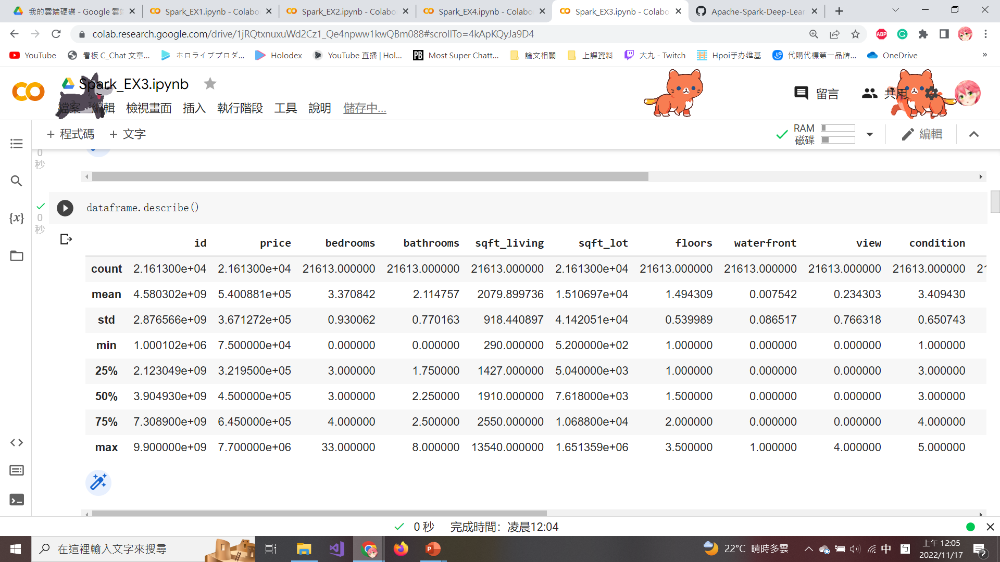 我的雲端硬碟 - Google 雲 Spark_EX1.ipynb - Colabo Spark_EX2.ipynb - Colabo Spark_EX4.ipynb - Colabo Spark_EX3.ipynb - Colabo Apache-Spark-Deep-Lear
colab.research.google.com/drive/1jRQtxnuxuWd2Cz1_Qe4npww1kwQBm088#scrollTo=4kApKQyJa9D4 ABP
YouTube 看板 C_Chat 文章... ホロライブプロダ... Holodex YouTube 直播 | Hol... PB Most Super Chatt... 論文相關 上課資料 大丸 - Twitch Hpoi手办维基 代購代標第一品牌... OneDrive »
Spark_EX3.ipynb 留言 共用
檔案 編輯 檢視畫面 插入 執行階段 工具 說明 儲存中...
+ 程式碼 + 文字 RAM 磁碟 編輯
0
秒
{x}
0
秒
dataframe.describe()
id price bedrooms bathrooms sqft_living sqft_lot floors waterfront view condition
count 2.161300e+04 2.161300e+04 21613.000000 21613.000000 21613.000000 2.161300e+04 21613.000000 21613.000000 21613.000000 21613.000000 21
mean 4.580302e+09 5.400881e+05 3.370842 2.114757 2079.899736 1.510697e+04 1.494309 0.007542 0.234303 3.409430
std 2.876566e+09 3.671272e+05 0.930062 0.770163 918.440897 4.142051e+04 0.539989 0.086517 0.766318 0.650743
min 1.000102e+06 7.500000e+04 0.000000 0.000000 290.000000 5.200000e+02 1.000000 0.000000 0.000000 1.000000
25% 2.123049e+09 3.219500e+05 3.000000 1.750000 1427.000000 5.040000e+03 1.000000 0.000000 0.000000 3.000000
50% 3.904930e+09 4.500000e+05 3.000000 2.250000 1910.000000 7.618000e+03 1.500000 0.000000 0.000000 3.000000
75% 7.308900e+09 6.450000e+05 4.000000 2.500000 2550.000000 1.068800e+04 2.000000 0.000000 0.000000 4.000000
max 9.900000e+09 7.700000e+06 33.000000 8.000000 13540.000000 1.651359e+06 3.500000 1.000000 4.000000 5.000000
0 秒 完成時間：凌晨12:04
在這裡輸入文字來搜尋 22°C 晴時多雲 中 ㄅ 上午 12:05
2022/11/17 2